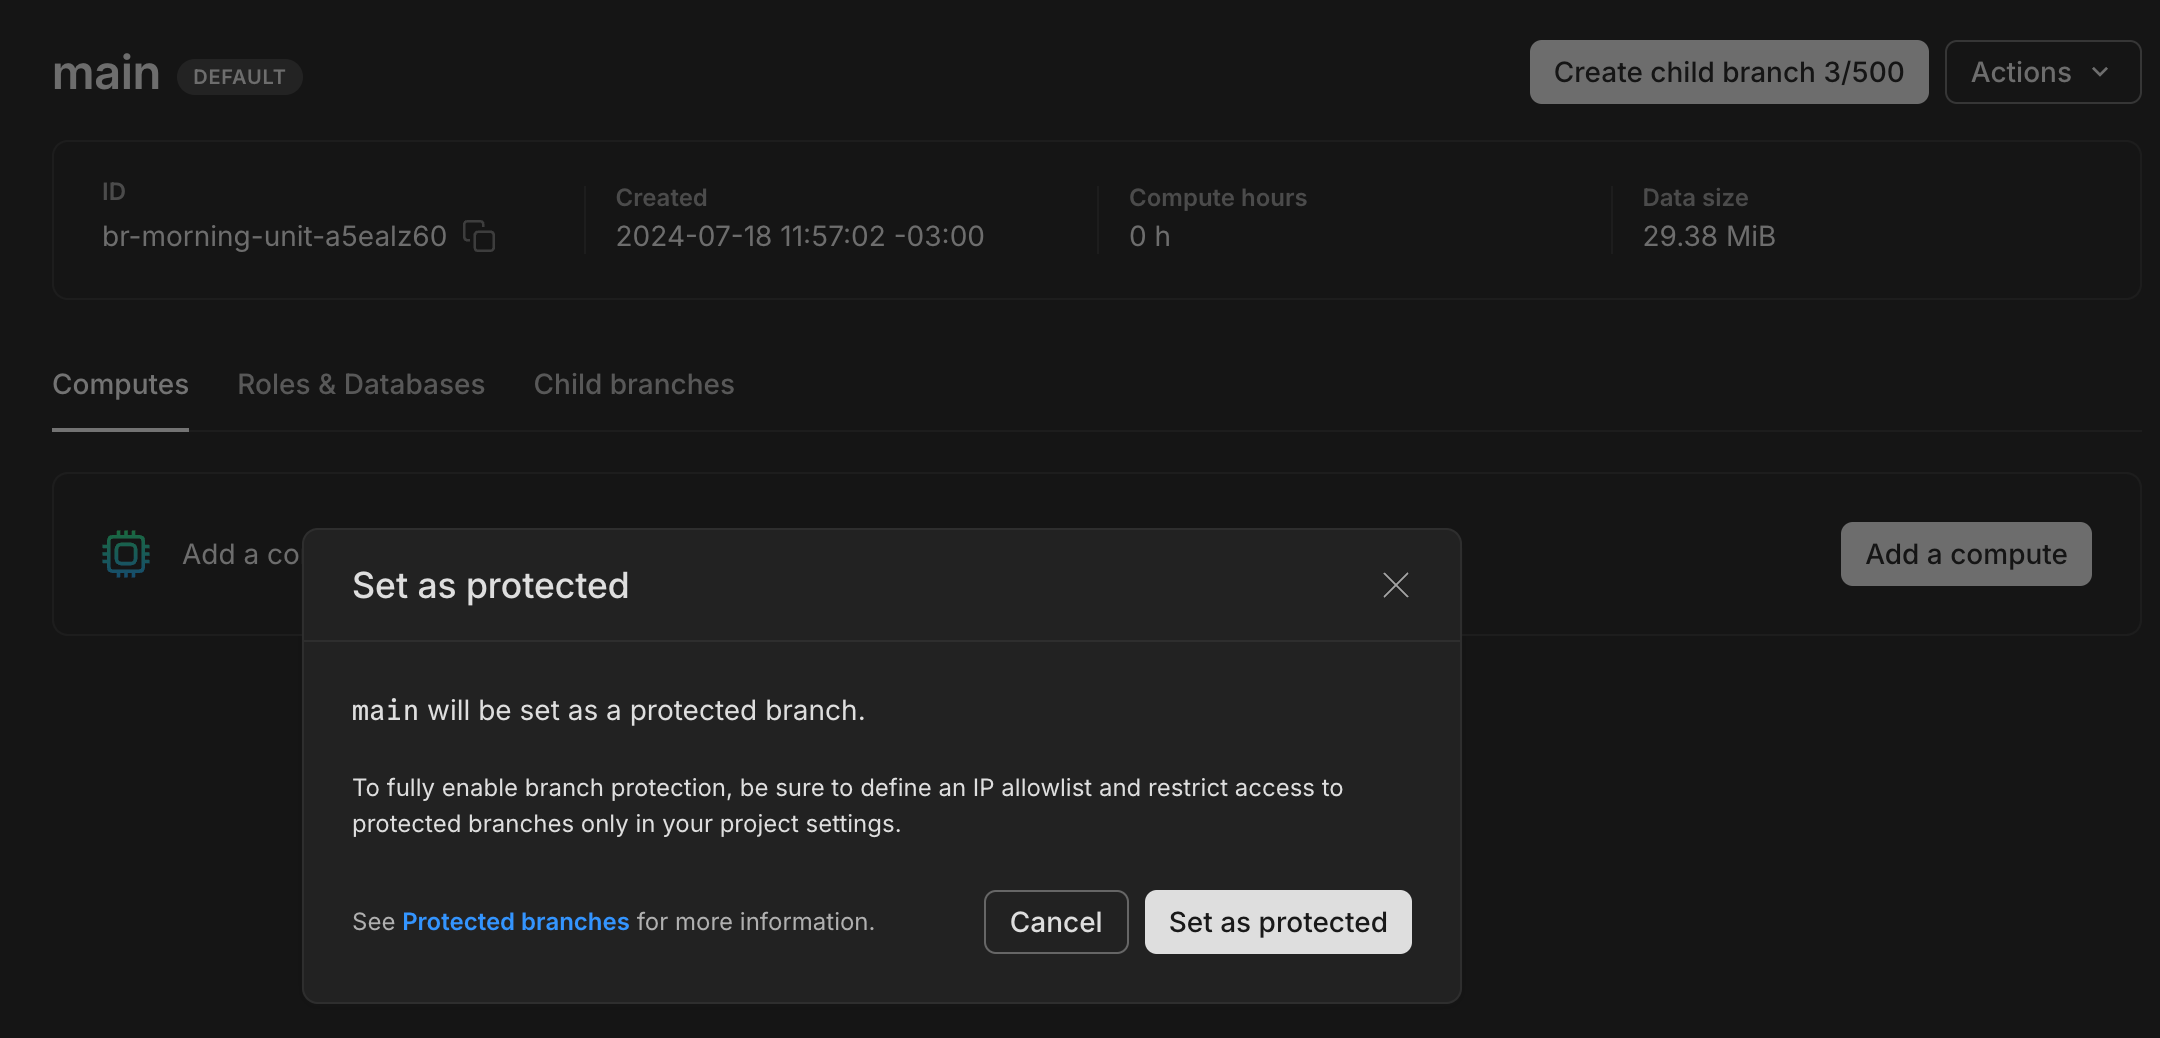 main DEFAULT
Create child branch 3/500
Actions
ID
br-morning-unit-a5ealz60
Created
2024-07-18 11:57:02 -03:00
Compute hours
0 h
Data size
29.38 MiB
Computes
Roles & Databases
Child branches
Add a co
Add a compute
Set as protected
main will be set as a protected branch.
To fully enable branch protection, be sure to define an IP allowlist and restrict access to
protected branches only in your project settings.
See Protected branches for more information.
Cancel
Set as protected